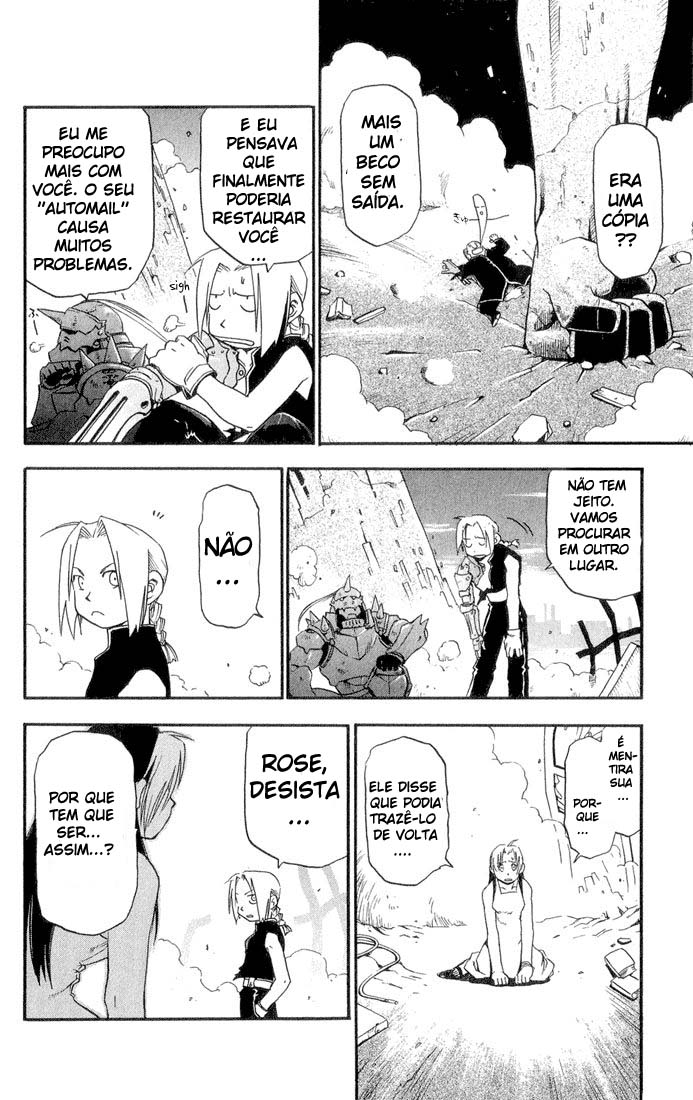 ERA
UMA
CÓPIA
??
MAIS
UM
BECO
SEM
SAÍDA.
E EU
PENSAVA
QUE
FINALMENTE
PODERIA
RESTAURAR
VOCÊ
...
EU ME
PREOCUPO
MAIS COM
VOCÊ. O SEU
"AUTOMAIL"
CAUSA
MUITOS
PROBLEMAS.
sigh
NÃO TEM
JEITO.
VAMOS
PROCURAR
EM OUTRO
LUGAR.
NÃO
...
É
MENTIRA
SUA
...
POR-
QUE
...
ELE DISSE
QUE PODIA
TRAZÊ-LO
DE VOLTA
....
ROSE,
DESISTA
...
POR QUE
TEM QUE
SER...
ASSIM...?